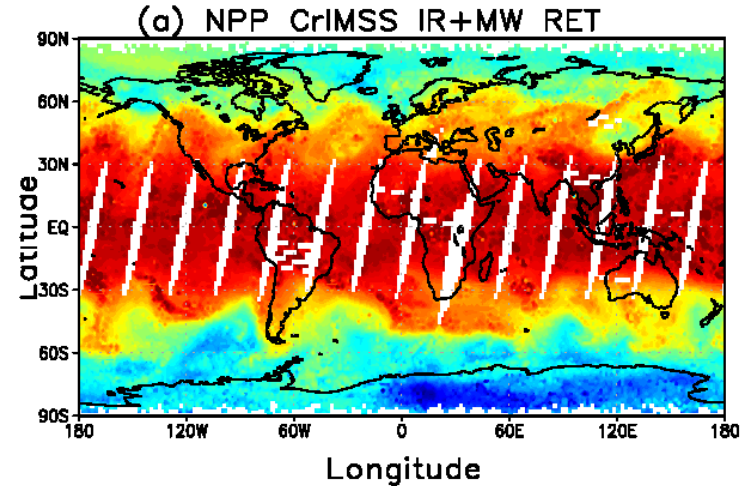 (a) NPP CrIMSS IR+MW RET
90N
60N
30N
EQ
30S
60S
90S
Latitude
180 120W 60W 0 60E 120E 180
Longitude